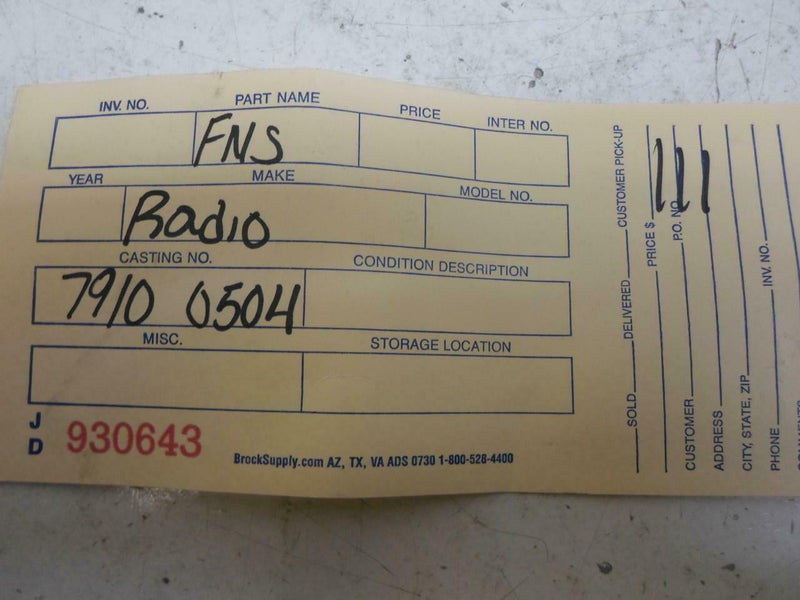 INV. NO. PART NAME PRICE INTER NO.
FNS
YEAR MAKE MODEL NO.
Radio
CASTING NO. CONDITION DESCRIPTION
7910 0504
MISC. STORAGE LOCATION
J
D 930643
BrockSupply.com AZ, TX, VA ADS 0730 1-800-528-4400
SOLD DELIVERED CUSTOMER PICK-UP
PRICE $ 111
P.O. NO.
CUSTOMER
ADDRESS
CITY, STATE, ZIP
PHONE INV. NO.